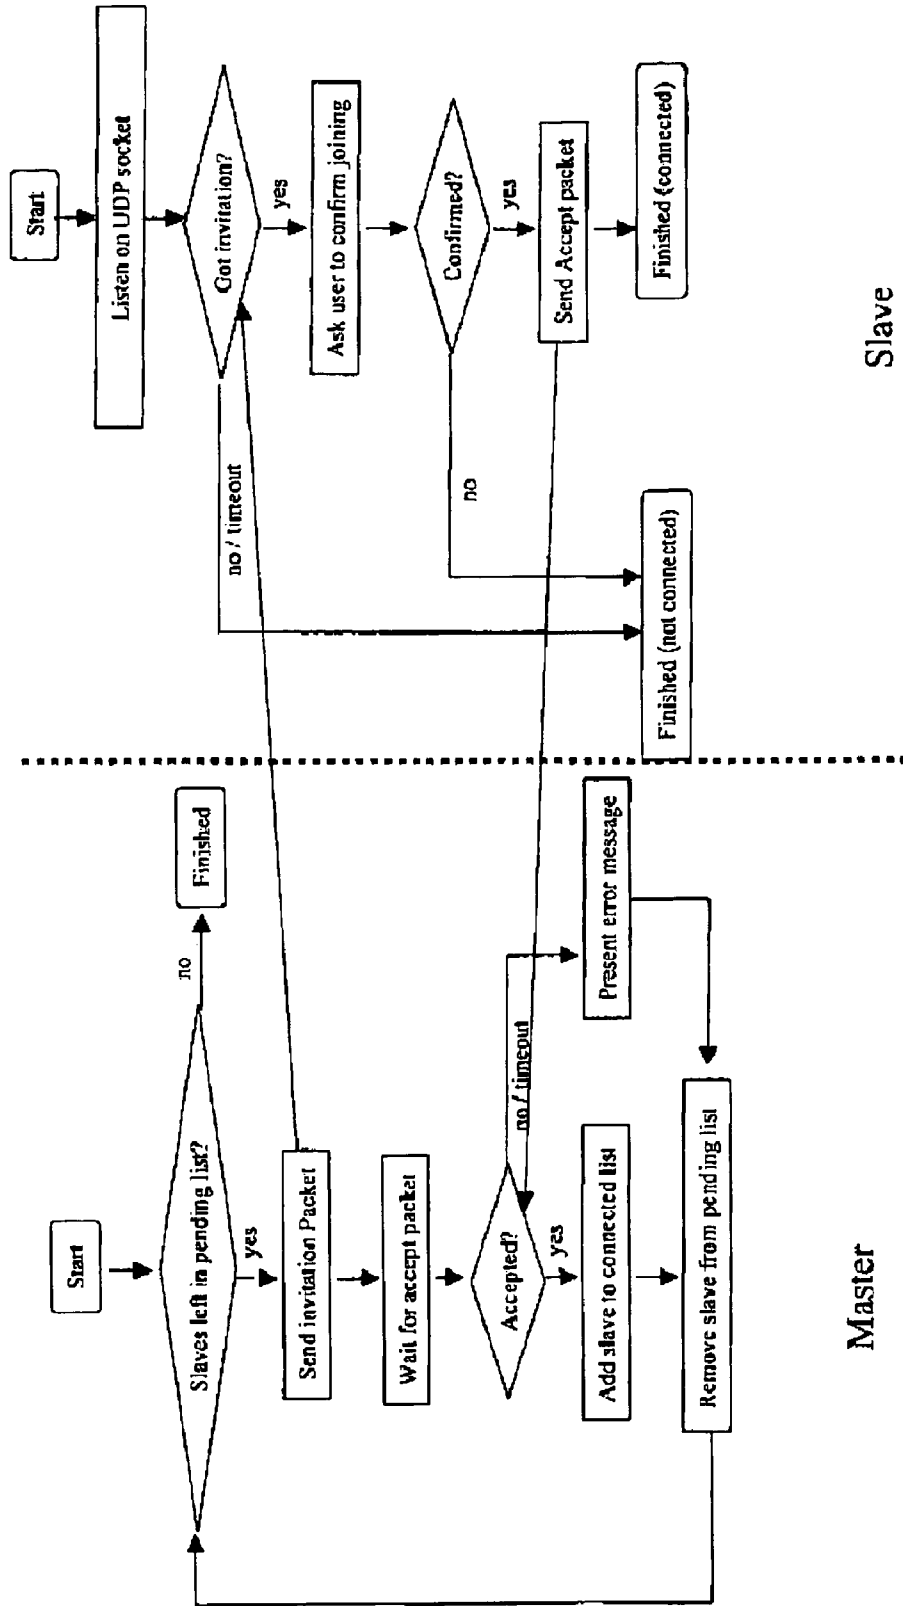 Start
Slaves left in pending list?
no
Finished
yes
Send invitation Packet
Wait for accept packet
Accepted?
no / timeout
yes
Add slave to connected list
Present error message
Remove slave from pending list
Master
Start
Listen on UDP socket
Got invitation?
no / timeout
yes
Ask user to confirm joining
Confirmed?
no
yes
Send Accept packet
Finished (not connected)
Finished (connected)
Slave